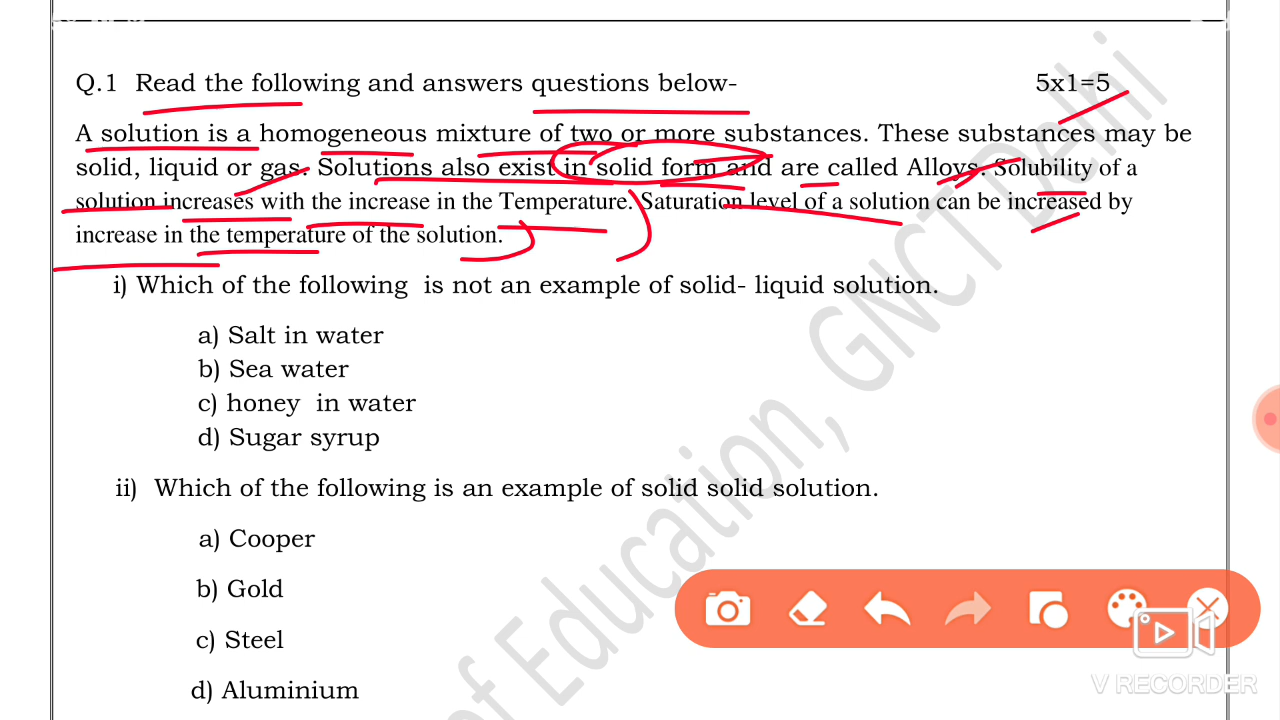 Q.1 Read the following and answers questions below- 5x1=5
A solution is a homogeneous mixture of two or more substances. These substances may be
solid, liquid or gas. Solutions also exist in solid form and are called Alloys. Solubility of a
solution increases with the increase in the Temperature. Saturation level of a solution can be increased by
increase in the temperature of the solution.
i) Which of the following is not an example of solid- liquid solution.
a) Salt in water
b) Sea water
c) honey in water
d) Sugar syrup
ii) Which of the following is an example of solid solid solution.
a) Cooper
b) Gold
c) Steel
d) Aluminium
of Education, GNCT Delhi
V RECORDER